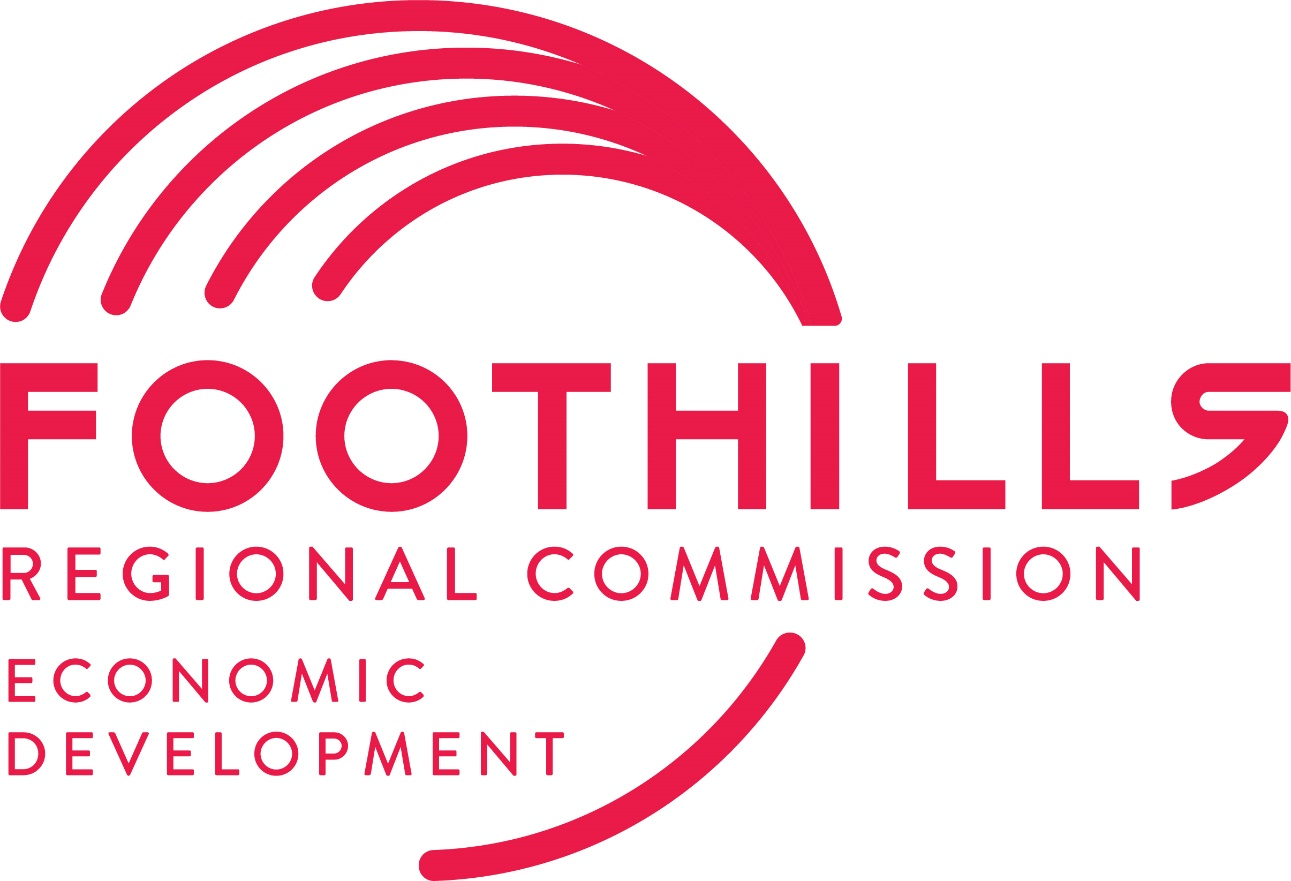 FOOTHILLS
REGIONAL COMMISSION
ECONOMIC
DEVELOPMENT